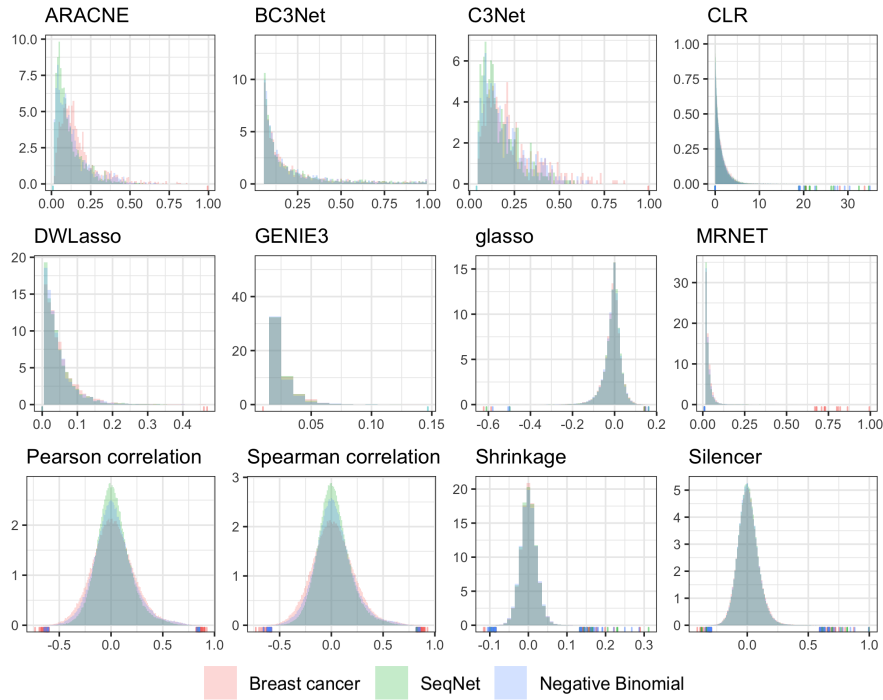 ARACNE BC3Net C3Net CLR
10.0 7.5 5.0 2.5 0.0
0.00 0.25 0.50 0.75 1.00
10 5 0
0.25 0.50 0.75 1.00
6 4 2 0
0.00 0.25 0.50 0.75 1.00
1.00 0.75 0.50 0.25 0.00
0 10 20 30
DWLasso GENIE3 glasso MRNET
20 15 10 5 0
0.0 0.1 0.2 0.3 0.4
40 20 0
0.05 0.10 0.15
15 10 5 0
-0.6 -0.4 -0.2 0.0 0.2
30 20 10 0
0.00 0.25 0.50 0.75 1.00
Pearson correlation Spearman correlation Shrinkage Silencer
2 1 0
-0.5 0.0 0.5 1.0
3 2 1 0
-0.5 0.0 0.5 1.0
20 15 10 5 0
-0.1 0.0 0.1 0.2 0.3
5 4 3 2 1 0
0.0 0.5 1.0
Breast cancer SeqNet Negative Binomial